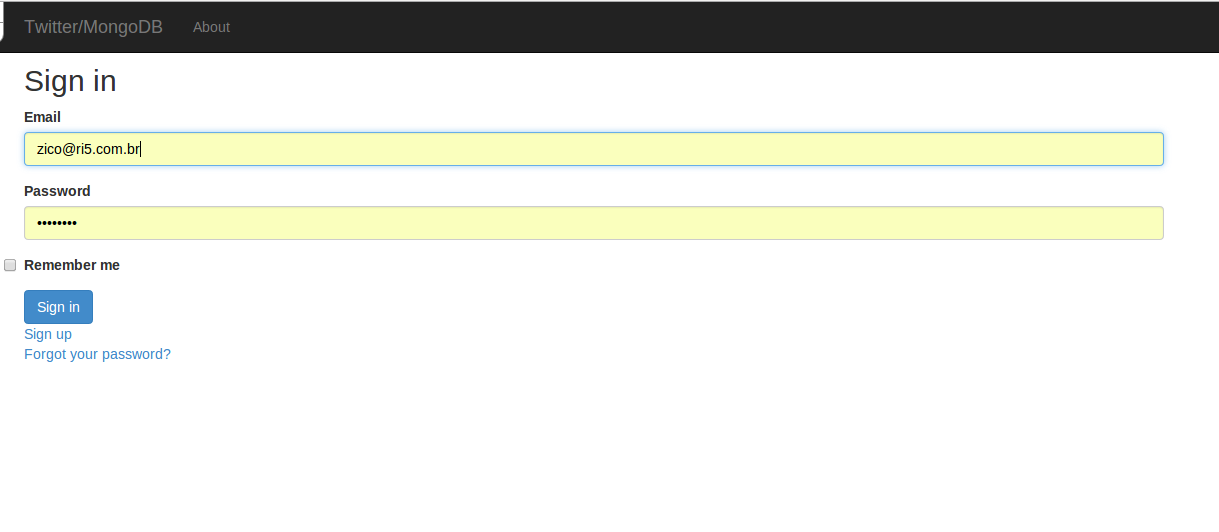 Twitter/MongoDB About
Sign in
Email
zico@ri5.com.br
Password
••••••••
Remember me
Sign in
Sign up
Forgot your password?